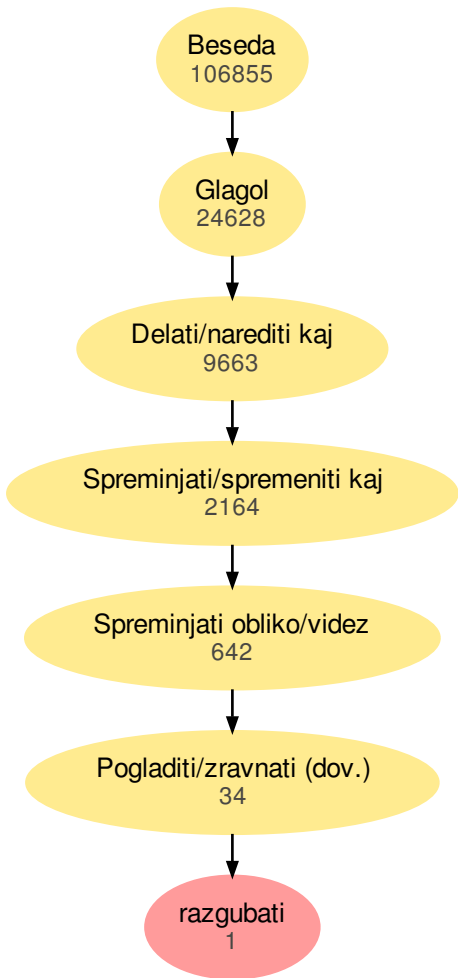 Beseda
106855
Glagol
24628
Delati/narediti kaj
9663
Spreminjati/spremeniti kaj
2164
Spreminjati obliko/videz
642
Pogladiti/zravnati (dov.)
34
razgubati
1